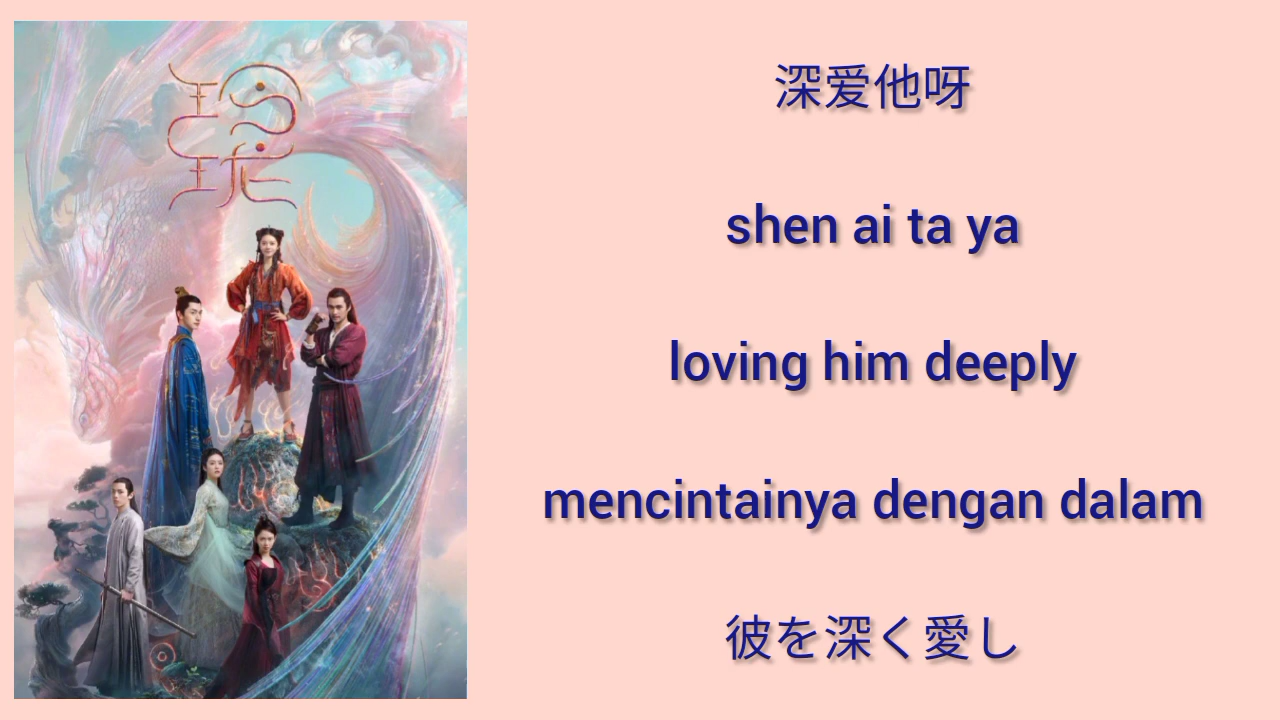 玲
珑
深爱他呀
shen ai ta ya
loving him deeply
mencintainya dengan dalam
彼を深く愛し